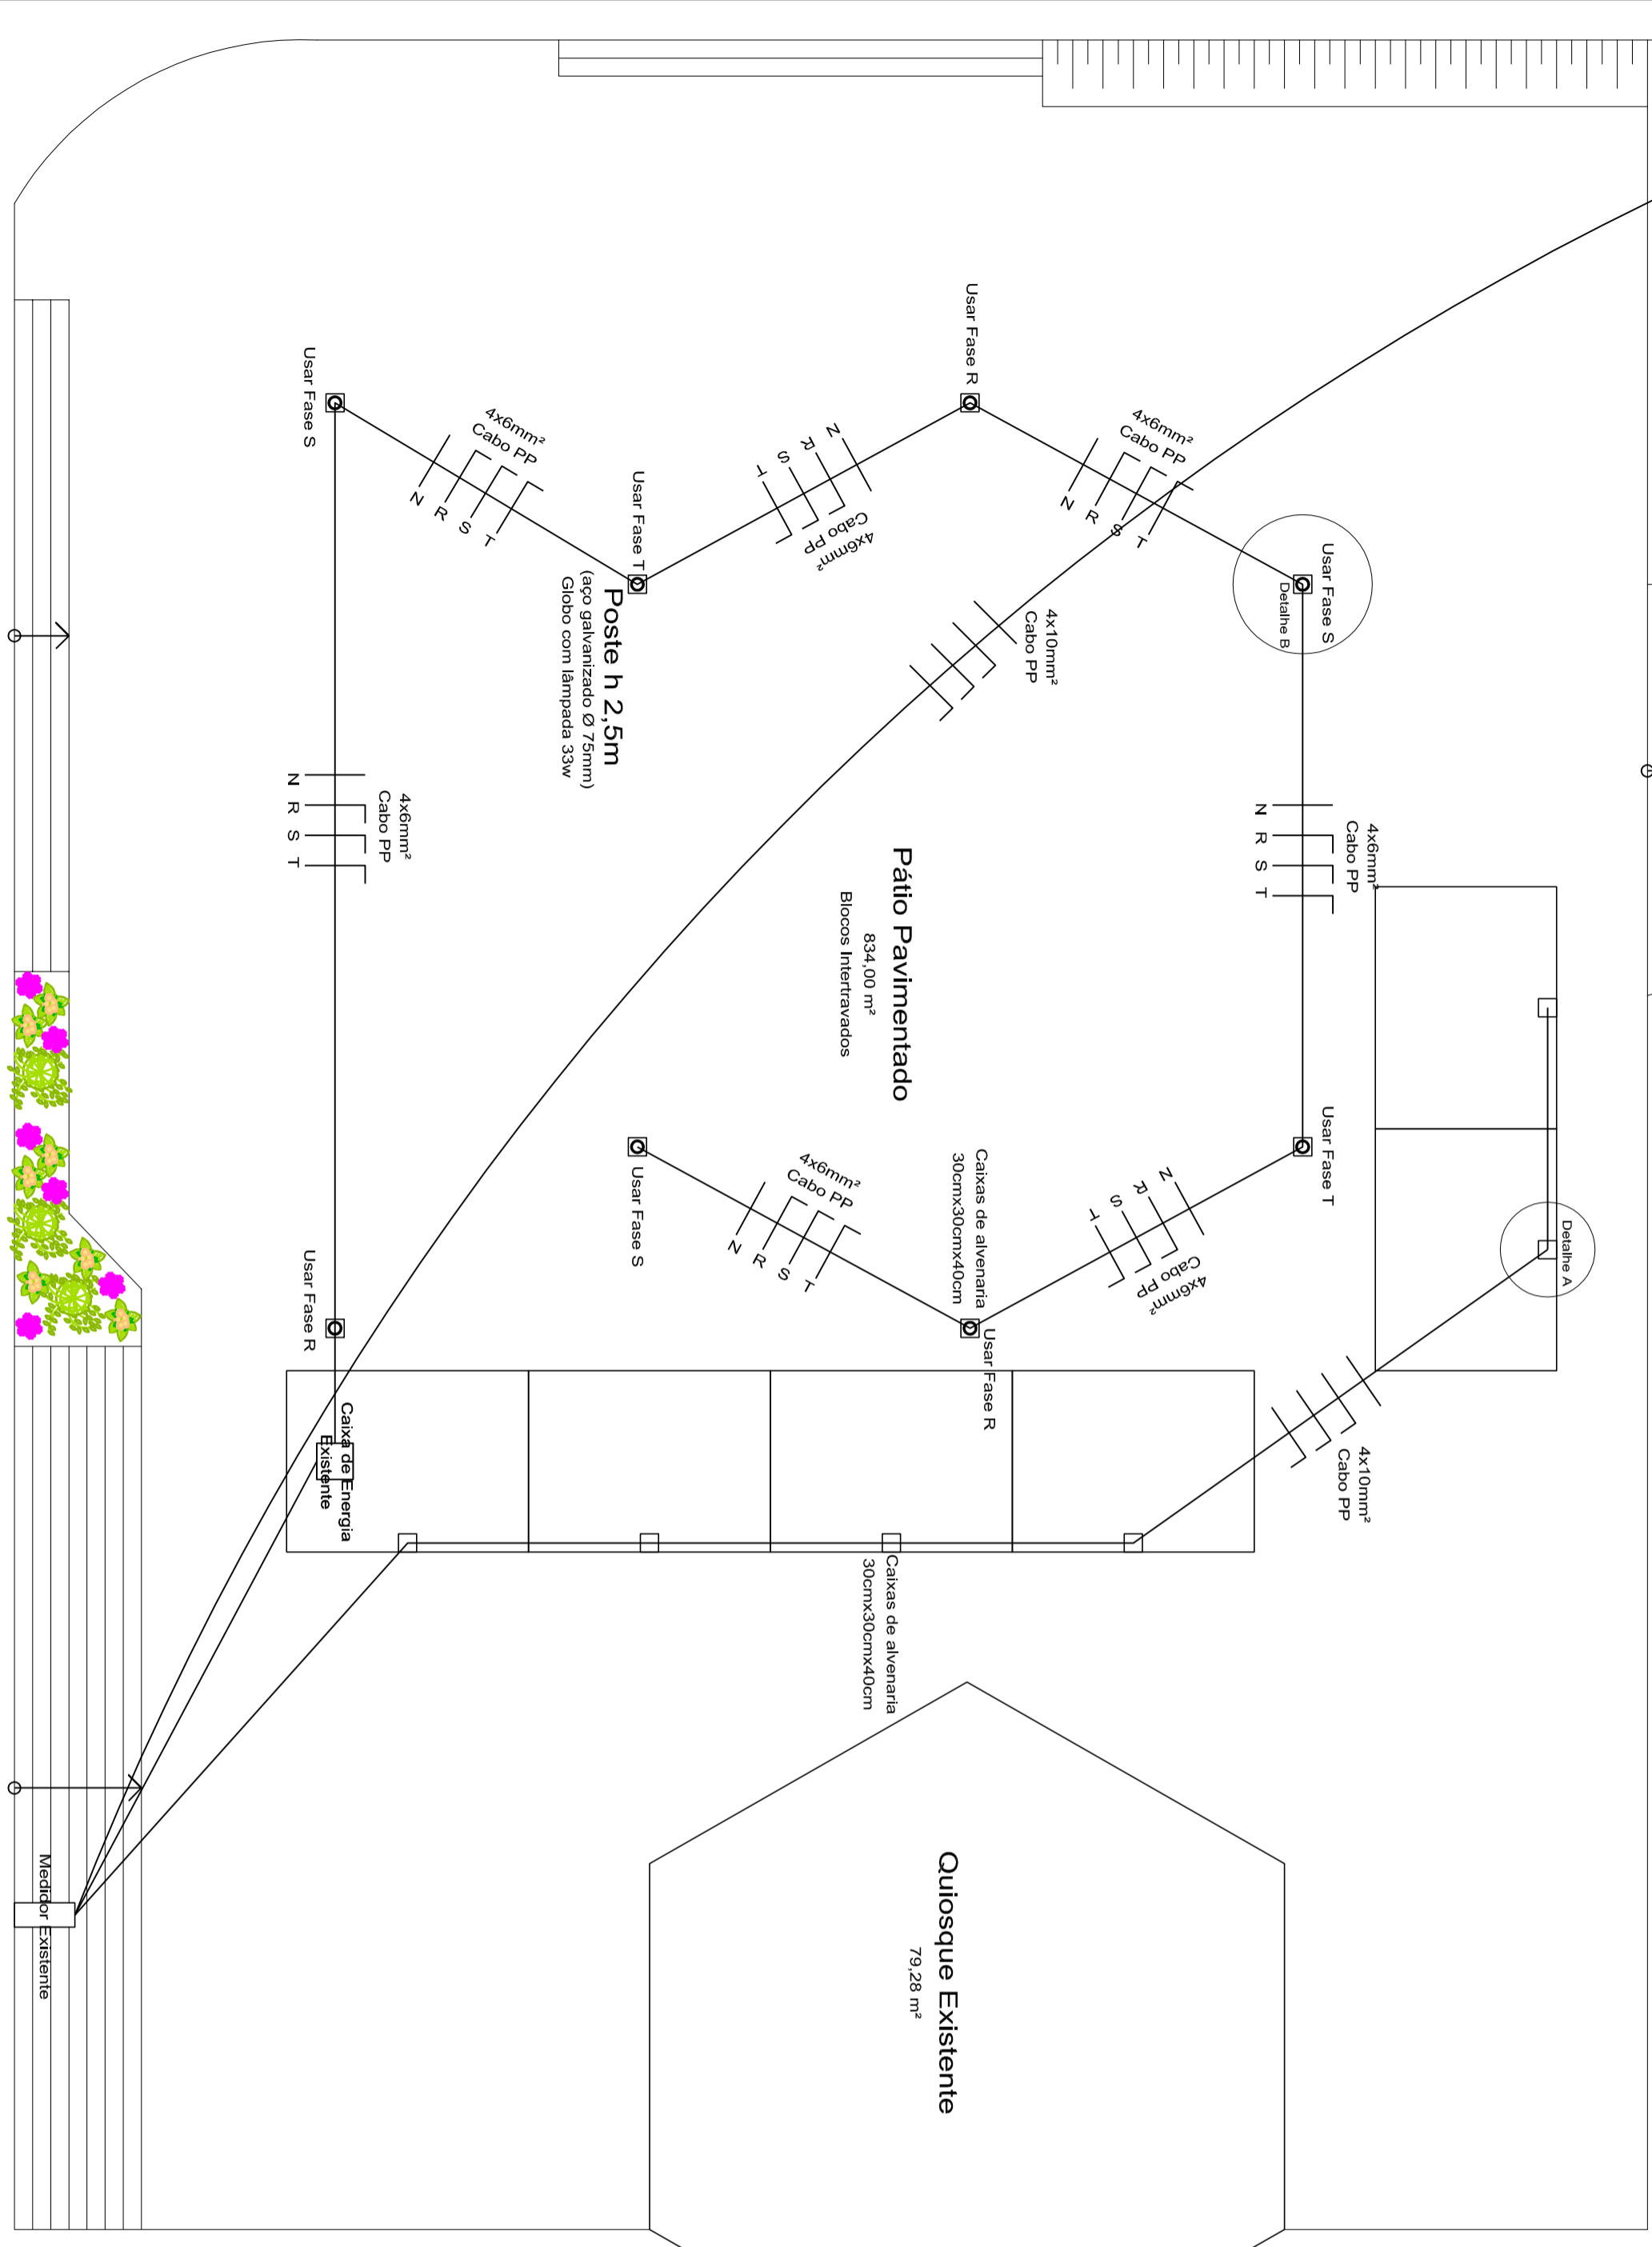 Usar Fase R
Usar Fase S
4x6mm²
Cabo PP
N R S T
Usar Fase T
N R S T
Cabo PP
4x6mm²
4x6mm²
Cabo PP
N R S T
Usar Fase S
Detalhe B
Poste h 2,5m
(aço galvanizado Ø 75mm)
Globo com lâmpada 33w
4x10mm²
Cabo PP
4x6mm²
Cabo PP
N R S T
4x6mm²
Cabo PP
N R S T
Pátio Pavimentado
834,00 m²
Blocos Intertravados
Usar Fase T
Usar Fase S
4x6mm²
Cabo PP
N R S T
Caixas de alvenaria
30cmx30cmx40cm
N R S T
Cabo PP
4x6mm²
Detalhe A
Usar Fase R
Usar Fase R
Caixa de Energia
Existente
4x10mm²
Cabo PP
Caixas de alvenaria
30cmx30cmx40cm
Quiosque Existente
79,28 m²
Medidor Existente